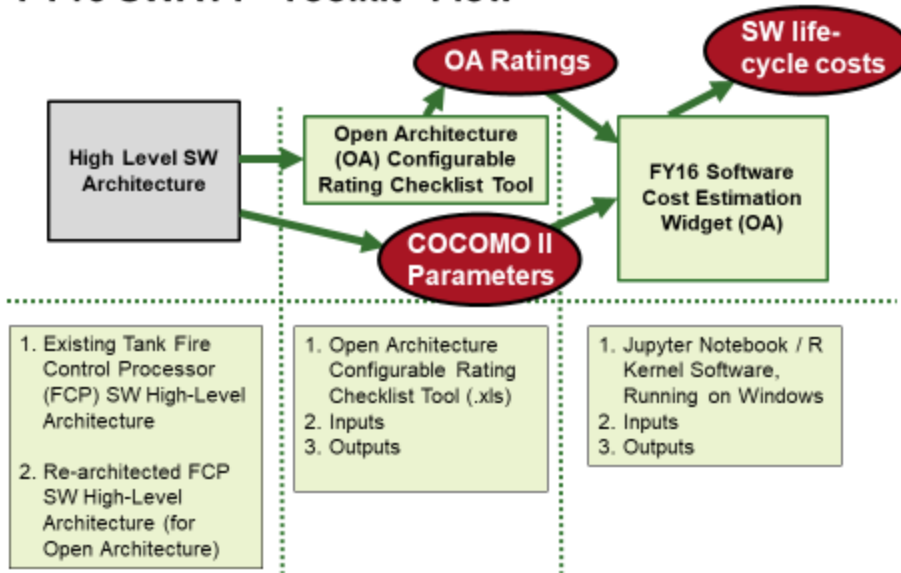 OA Ratings
SW life-
cycle costs
High Level SW
Architecture
Open Architecture
(OA) Configurable
Rating Checklist Tool
FY16 Software
Cost Estimation
Widget (OA)
COCOMO II
Parameters
1. Existing Tank Fire
Control Processor
(FCP) SW High-Level
Architecture
2. Re-architected FCP
SW High-Level
Architecture (for
Open Architecture)
1. Open Architecture
Configurable Rating
Checklist Tool (.xls)
2. Inputs
3. Outputs
1. Jupyter Notebook / R
Kernel Software,
Running on Windows
2. Inputs
3. Outputs